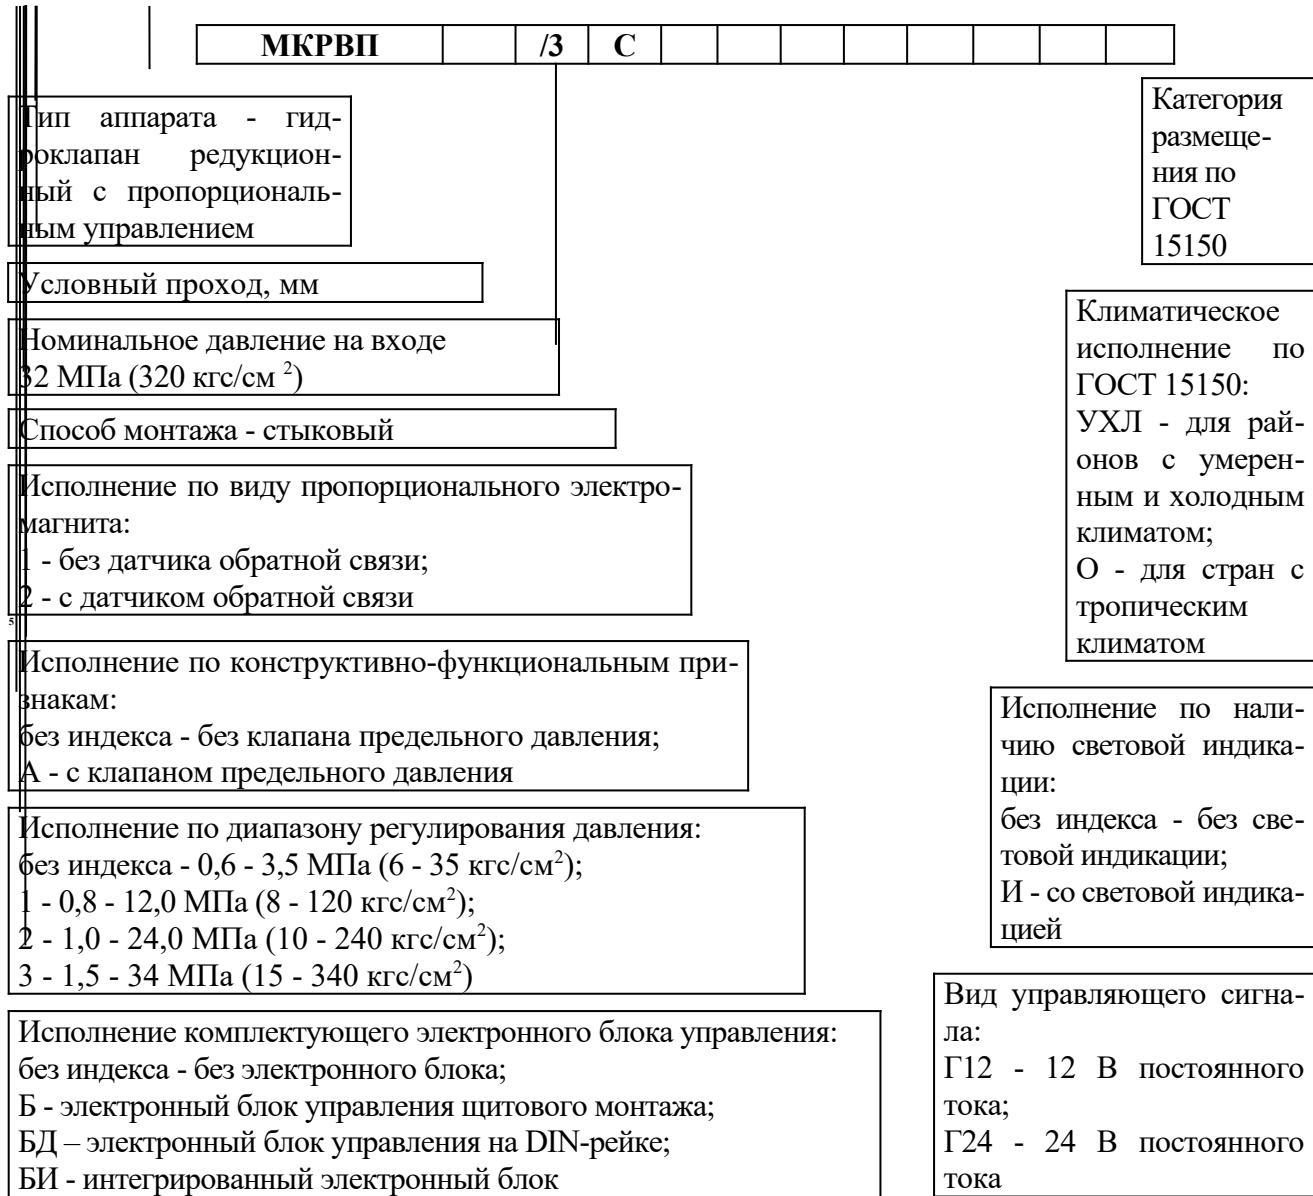 МКРВП /3 С
Тип аппарата - гид-
роклапан редукцион-
ный с пропорциональ-
ным управлением
Условный проход, мм
Номинальное давление на входе
32 МПа (320 кгс/см ²)
Способ монтажа - стыковый
Исполнение по виду пропорционального электро-
магнита:
1 - без датчика обратной связи;
2 - с датчиком обратной связи
5
Исполнение по конструктивно-функциональным при-
знакам:
без индекса - без клапана предельного давления;
А - с клапаном предельного давления
Исполнение по диапазону регулирования давления:
без индекса - 0,6 - 3,5 МПа (6 - 35 кгс/см²);
1 - 0,8 - 12,0 МПа (8 - 120 кгс/см²);
2 - 1,0 - 24,0 МПа (10 - 240 кгс/см²);
3 - 1,5 - 34 МПа (15 - 340 кгс/см²)
Исполнение комплектующего электронного блока управления:
без индекса - без электронного блока;
Б - электронный блок управления щитового монтажа;
БД – электронный блок управления на DIN-рейке;
БИ - интегрированный электронный блок
Категория
размеще-
ния по
ГОСТ
15150
Климатическое
исполнение по
ГОСТ 15150:
УХЛ - для рай-
онов с умерен-
ным и холодным
климатом;
О - для стран с
тропическим
климатом
Исполнение по нали-
чию световой индика-
ции:
без индекса - без све-
товой индикации;
И - со световой индика-
цией
Вид управляющего сигна-
ла:
Г12 - 12 В постоянного
тока;
Г24 - 24 В постоянного
тока